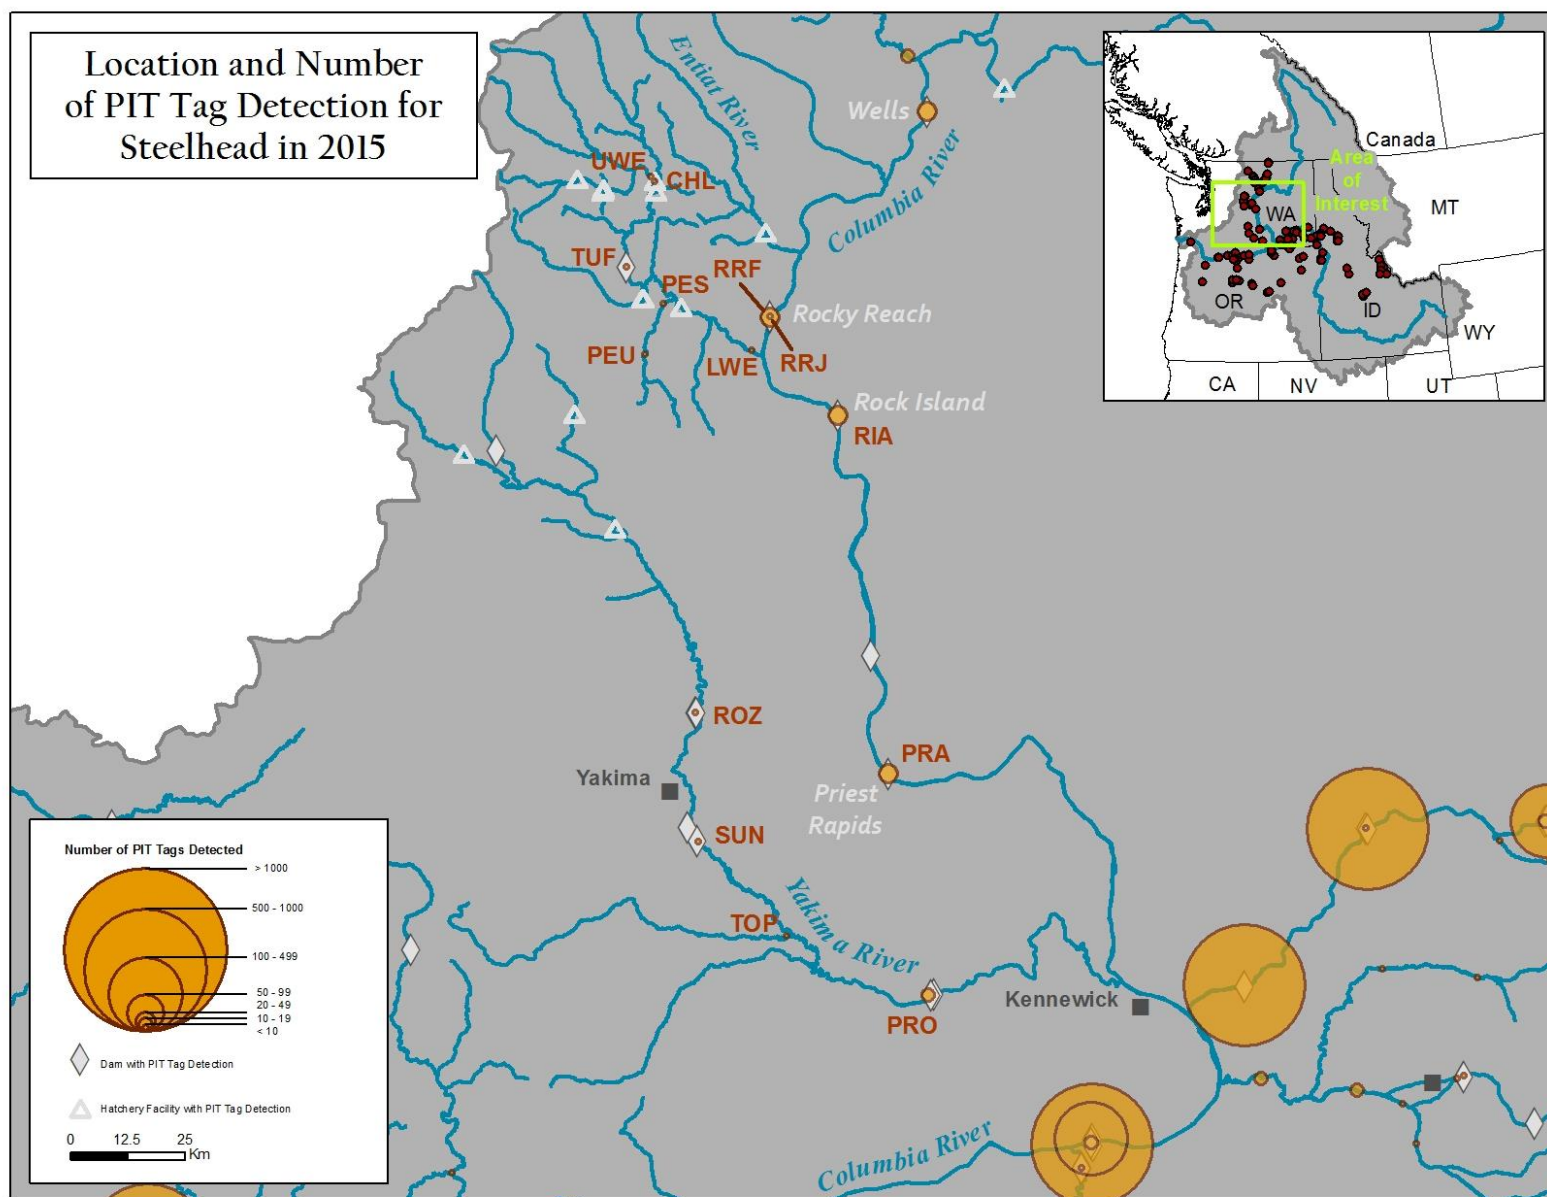 Location and Number
of PIT Tag Detection for
Steelhead in 2015
Entiat River
Wells
Columbia River
UWE
CHL
TUF
PES
RRF
Rocky Reach
PEU
LWE
RRJ
Rock Island
RIA
ROZ
Yakima
PRA
Priest
Rapids
SUN
TOP
Yakima River
PRO
Kennewick
Columbia River
Canada
Area
of
Interest
WA
MT
OR
ID
WY
CA
NV
UT
Number of PIT Tags Detected
> 1000
500 - 1000
100 - 499
50 - 99
20 - 49
10 - 19
< 10
Dam with PIT Tag Detection
Hatchery Facility with PIT Tag Detection
0 12.5 25
Km